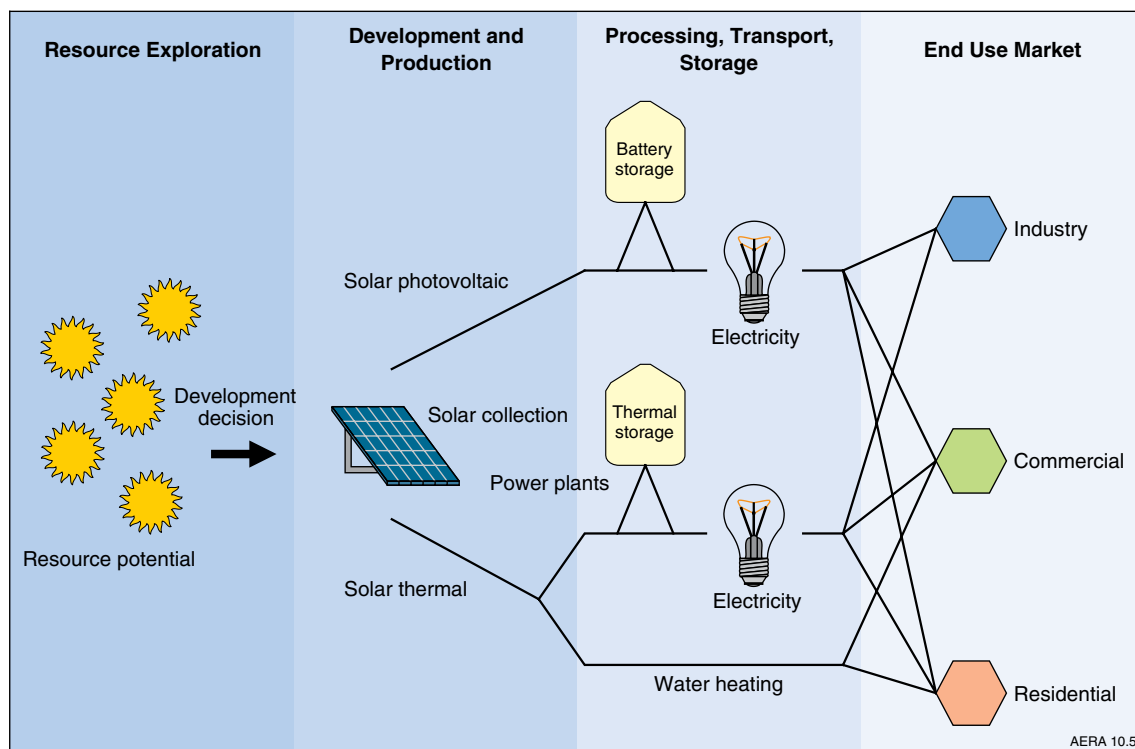 Resource Exploration
Development and
Production
Processing, Transport,
Storage
End Use Market
Battery
storage
Industry
Solar photovoltaic
Electricity
Development
decision
Solar collection
Thermal
storage
Commercial
Power plants
Resource potential
Solar thermal
Electricity
Water heating
Residential
AERA 10.5